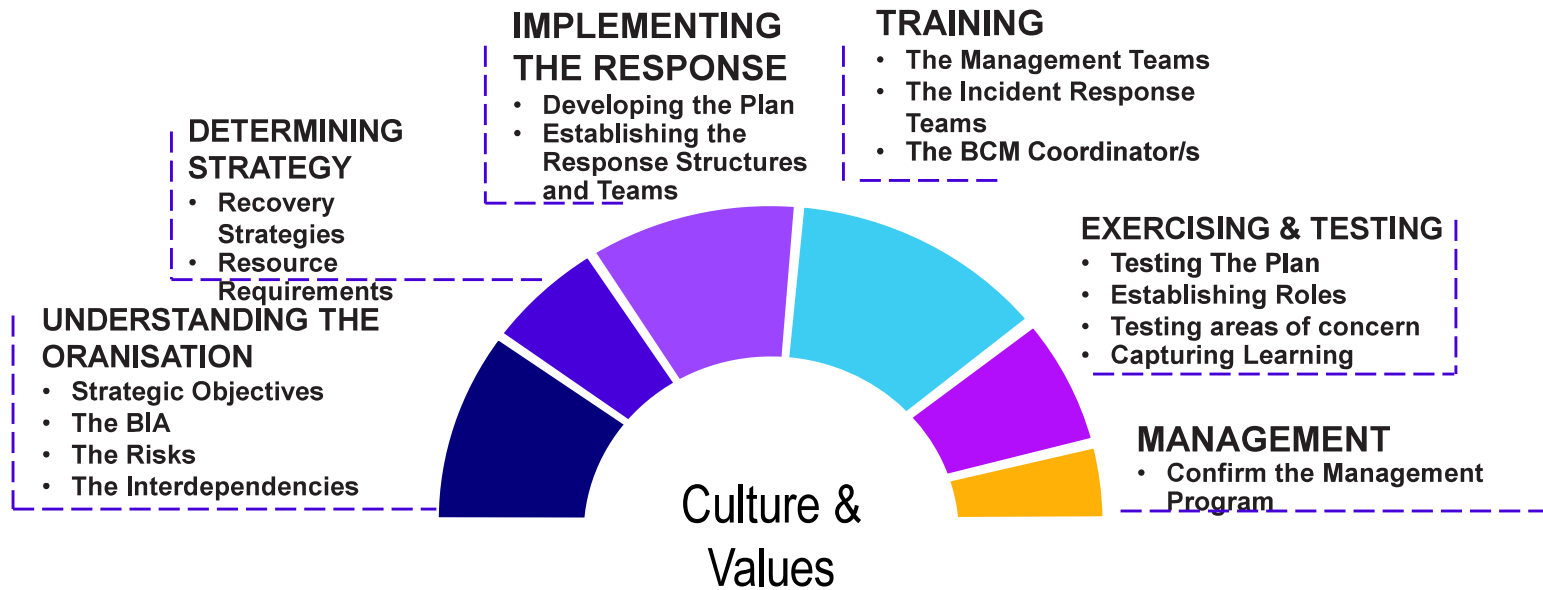 UNDERSTANDING THE
ORANISATION
• Strategic Objectives
• The BIA
• The Risks
• The Interdependencies
DETERMINING
STRATEGY
• Recovery
Strategies
• Resource
Requirements
IMPLEMENTING
THE RESPONSE
• Developing the Plan
• Establishing the
Response Structures
and Teams
TRAINING
• The Management Teams
• The Incident Response
Teams
• The BCM Coordinator/s
EXERCISING & TESTING
• Testing The Plan
• Establishing Roles
• Testing areas of concern
• Capturing Learning
MANAGEMENT
• Confirm the Management
Program
Culture &
Values